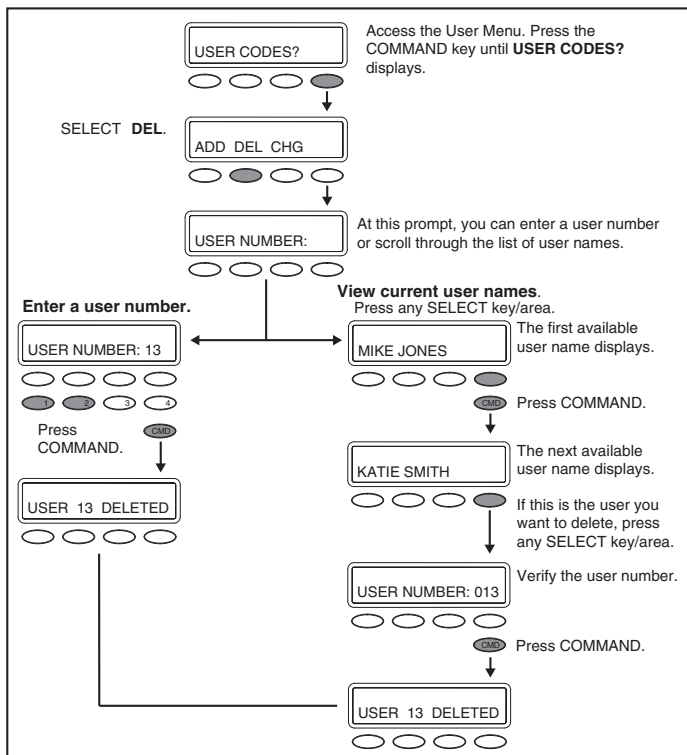 USER CODES?
Access the User Menu. Press the
COMMAND key until USER CODES?
displays.
SELECT DEL.
ADD DEL CHG
USER NUMBER:
At this prompt, you can enter a user number
or scroll through the list of user names.
Enter a user number.
USER NUMBER: 13
1 2 3 4
Press
COMMAND.
CMD
USER 13 DELETED
View current user names.
Press any SELECT key/area.
MIKE JONES
The first available
user name displays.
CMD
Press COMMAND.
KATIE SMITH
The next available
user name displays.
If this is the user you
want to delete, press
any SELECT key/area.
USER NUMBER: 013
Verify the user number.
CMD
Press COMMAND.
USER 13 DELETED